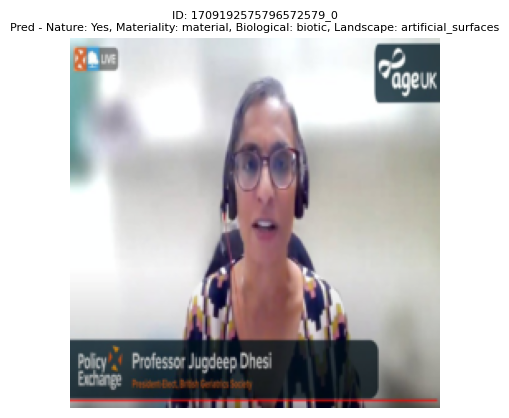 ID: 1709192575796572579_0
Pred - Nature: Yes, Materiality: material, Biological: biotic, Landscape: artificial_surfaces
LIVE
ageUK
Policy
Exchange
Professor Jugdeep Dhesi
President-Elect, British Geriatrics Society